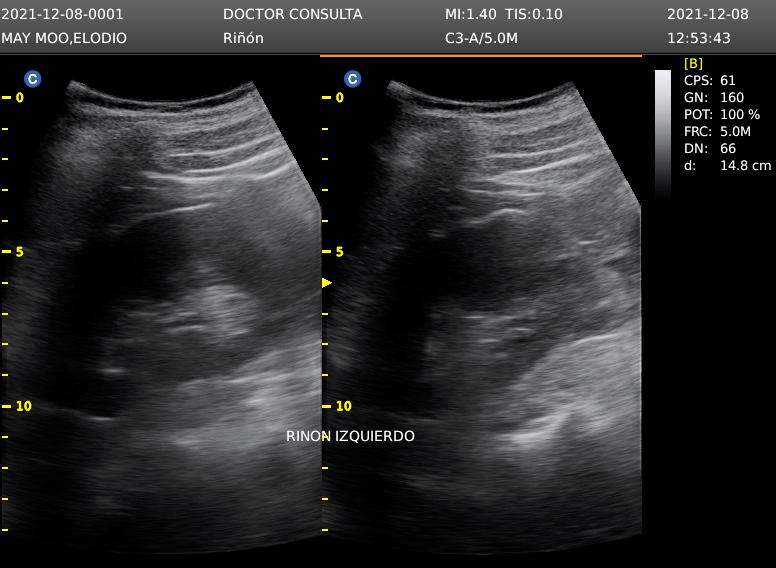 2021-12-08-0001 DOCTOR CONSULTA MI:1.40 TIS:0.10 2021-12-08
MAY MOO,ELODIO Riñón C3-A/5.0M 12:53:43
[B]
CPS: 61
GN: 160
POT: 100 %
FRC: 5.0M
DN: 66
d: 14.8 cm
C C
0 0
5 5
10 10
RINON IZQUIERDO